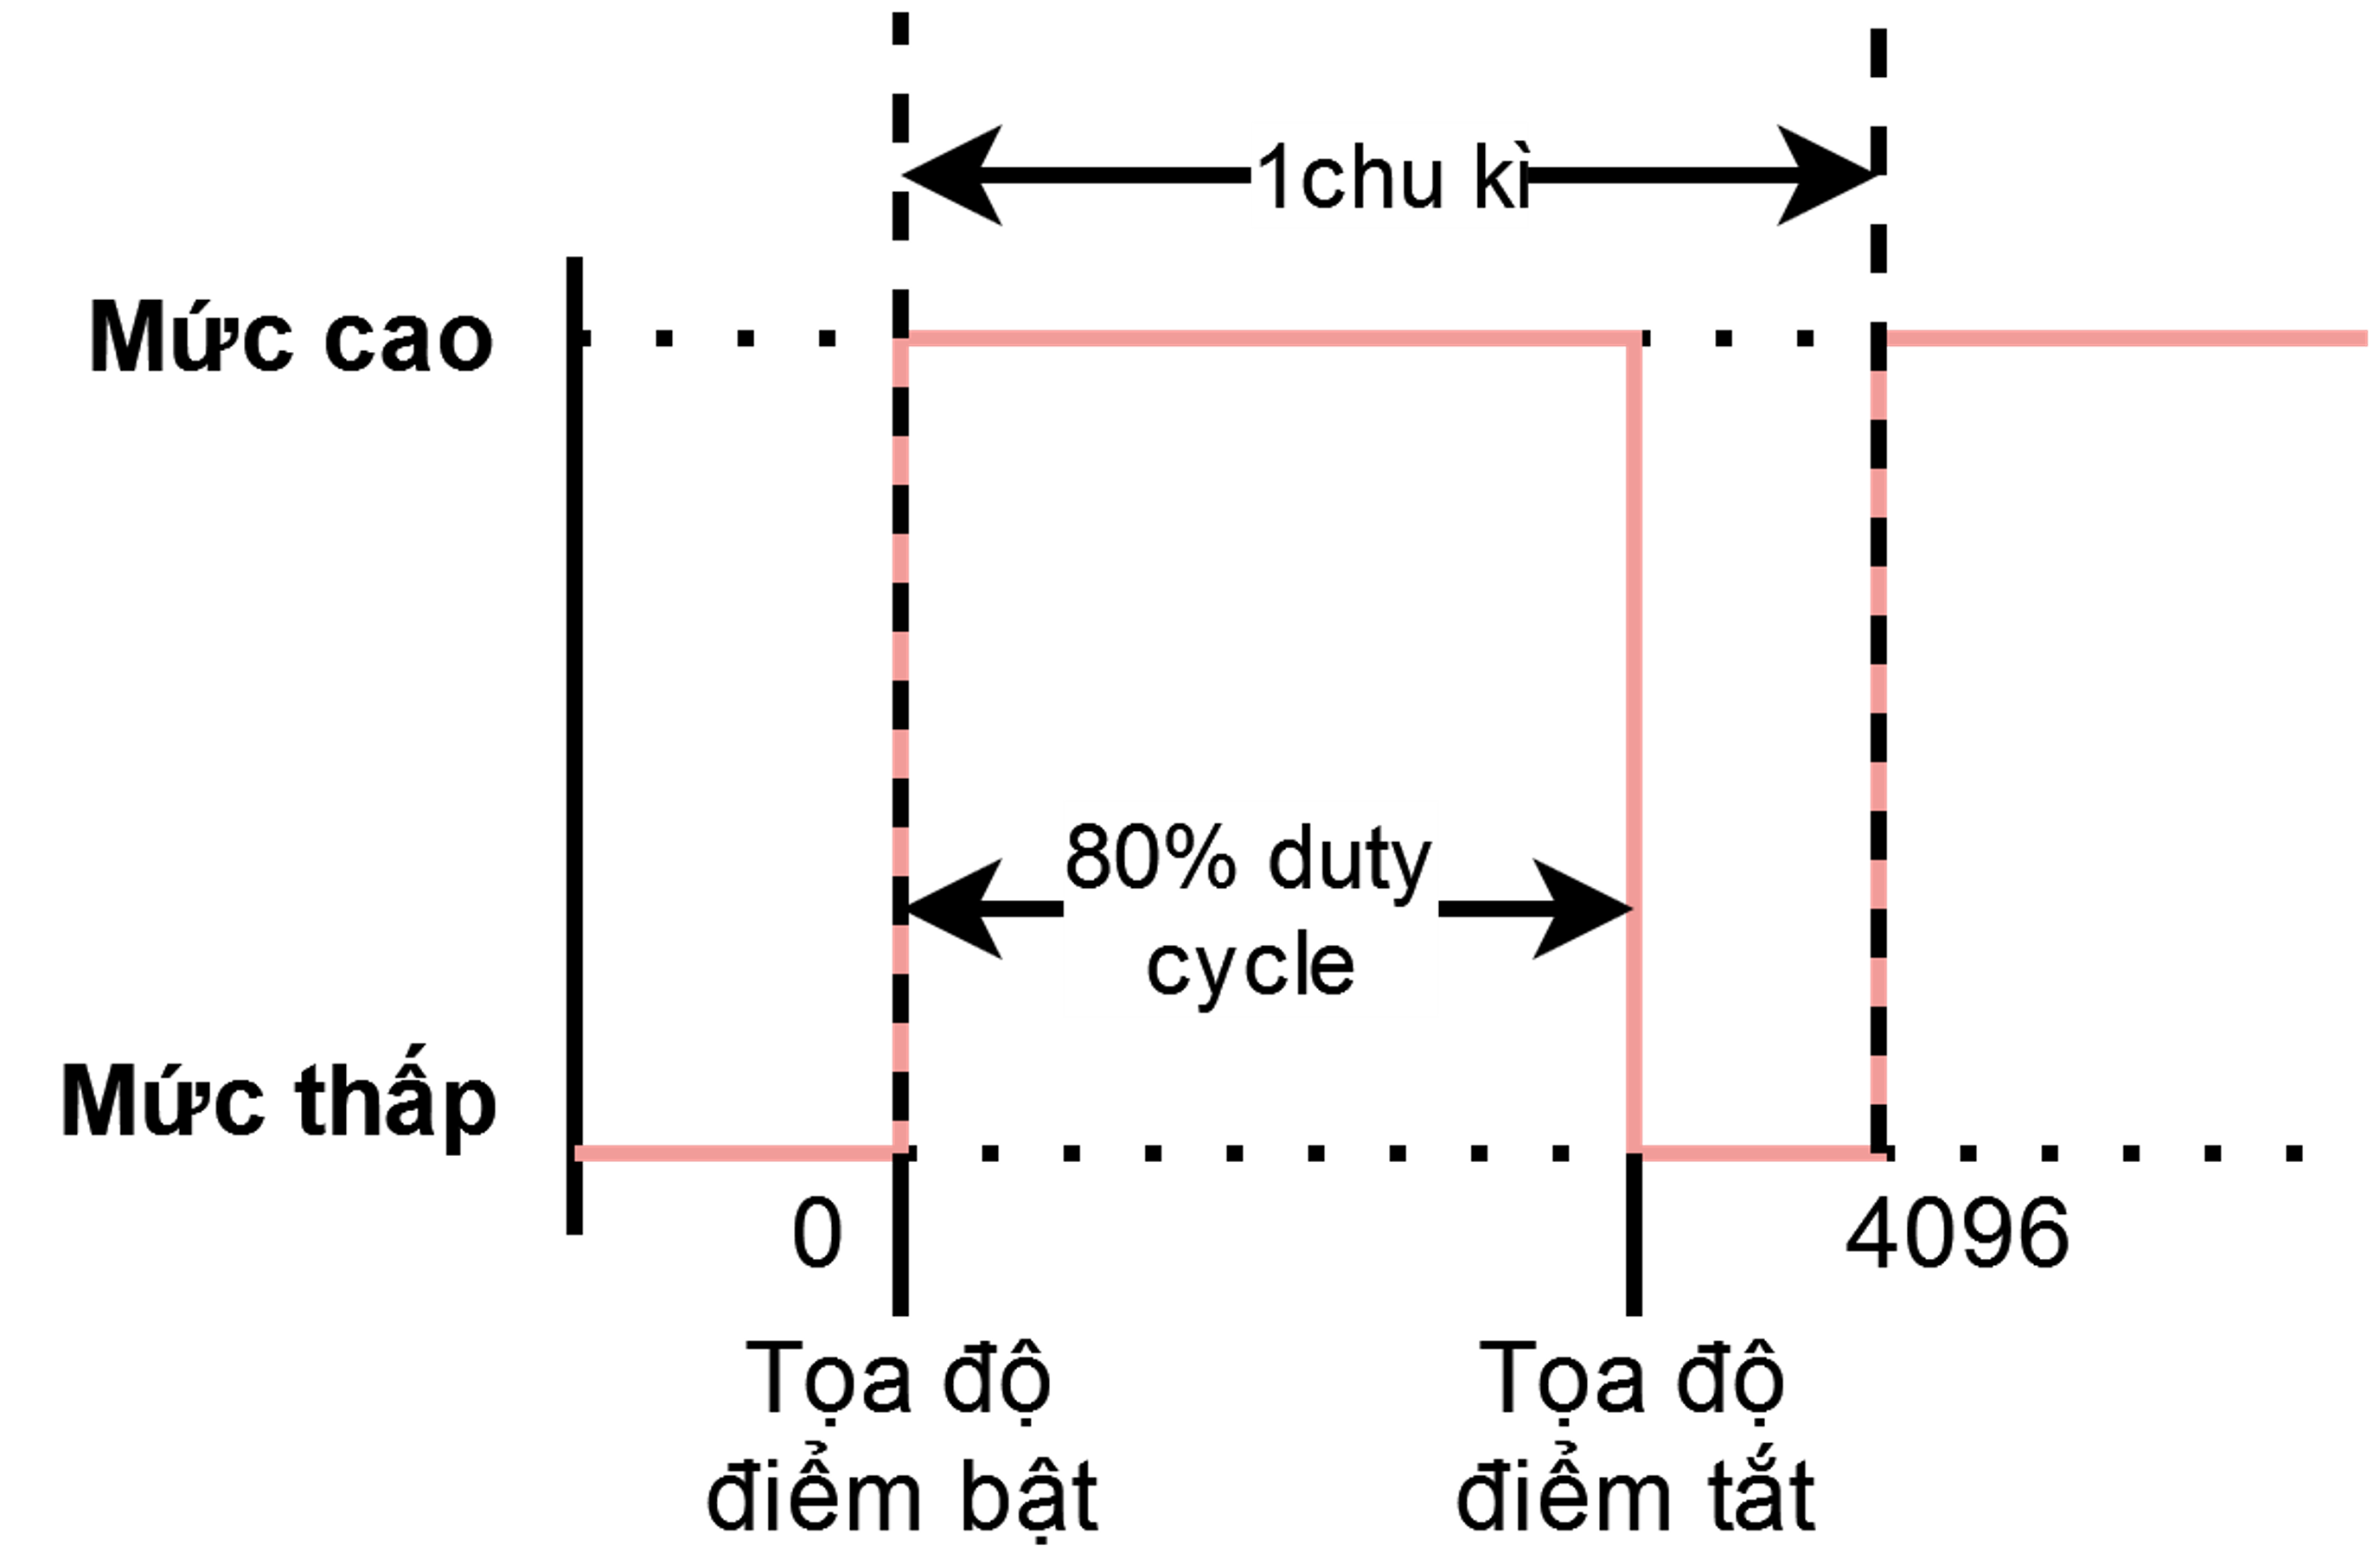 1chu kì
Mức cao
80% duty
cycle
Mức thấp
0
4096
Tọa độ
điểm bật
Tọa độ
điểm tắt